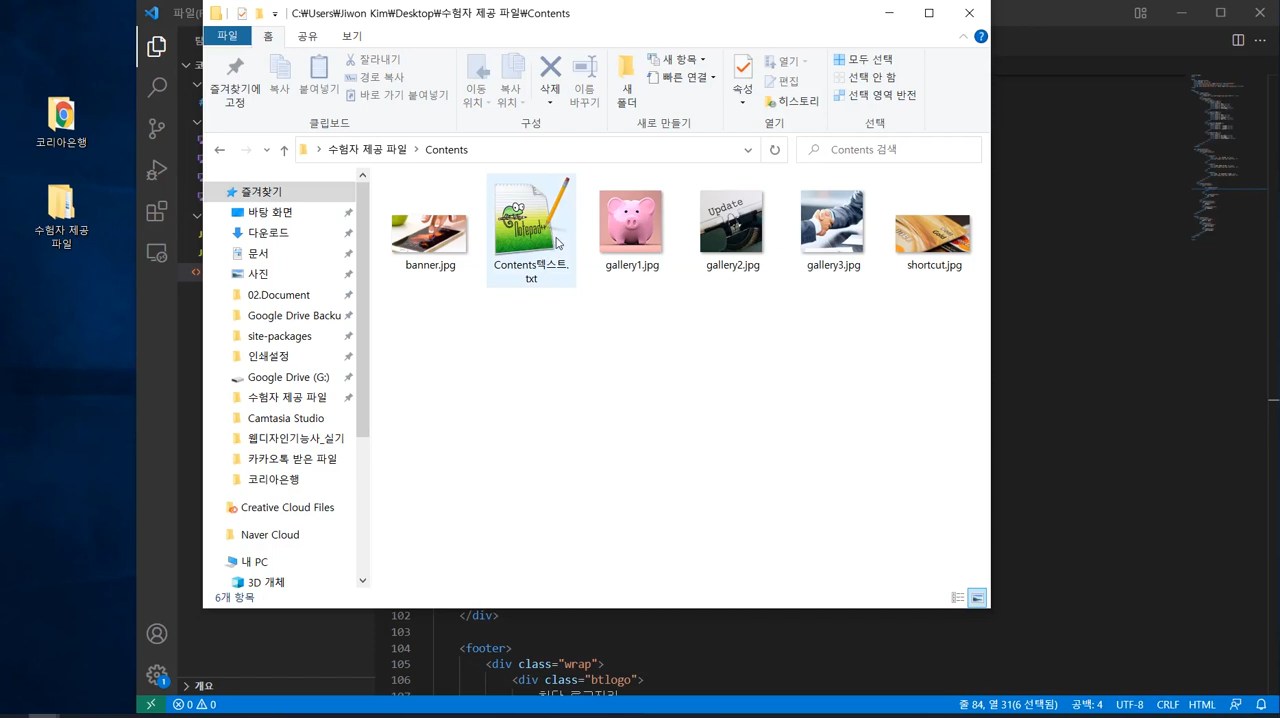 코리아은행
수험자 제공
파일
파일(F
C:₩Users₩Jiwon Kim₩Desktop₩수험자 제공 파일₩Contents
파일
홈
공유
보기
즐겨찾기에
고정
복사
붙여넣기
잘라내기
경로 복사
바로 가기 붙여넣기
클립보드
이동
위치
복사
위치
삭제
이름
바꾸기
구성
새
폴더
새 항목
빠른 연결
새로 만들기
속성
열기
편집
히스토리
열기
모두 선택
선택 안 함
선택 영역 반전
선택
수험자 제공 파일 > Contents
Contents 검색
즐겨찾기
바탕 화면
다운로드
문서
사진
02.Document
Google Drive Backu
site-packages
인쇄설정
Google Drive (G:)
수험자 제공 파일
Camtasia Studio
웹디자인기능사_실기
카카오톡 받은 파일
코리아은행
Creative Cloud Files
Naver Cloud
내 PC
3D 개체
Notepad++
Update
banner.jpg
Contents텍스트.
txt
gallery1.jpg
gallery2.jpg
gallery3.jpg
shortcut.jpg
6개 항목
102 </div>
103
104 <footer>
105 <div class="wrap">
106 <div class="btlogo">
개요
0 0
줄 84, 열 31(6 선택됨)
공백: 4
UTF-8
CRLF
HTML
1